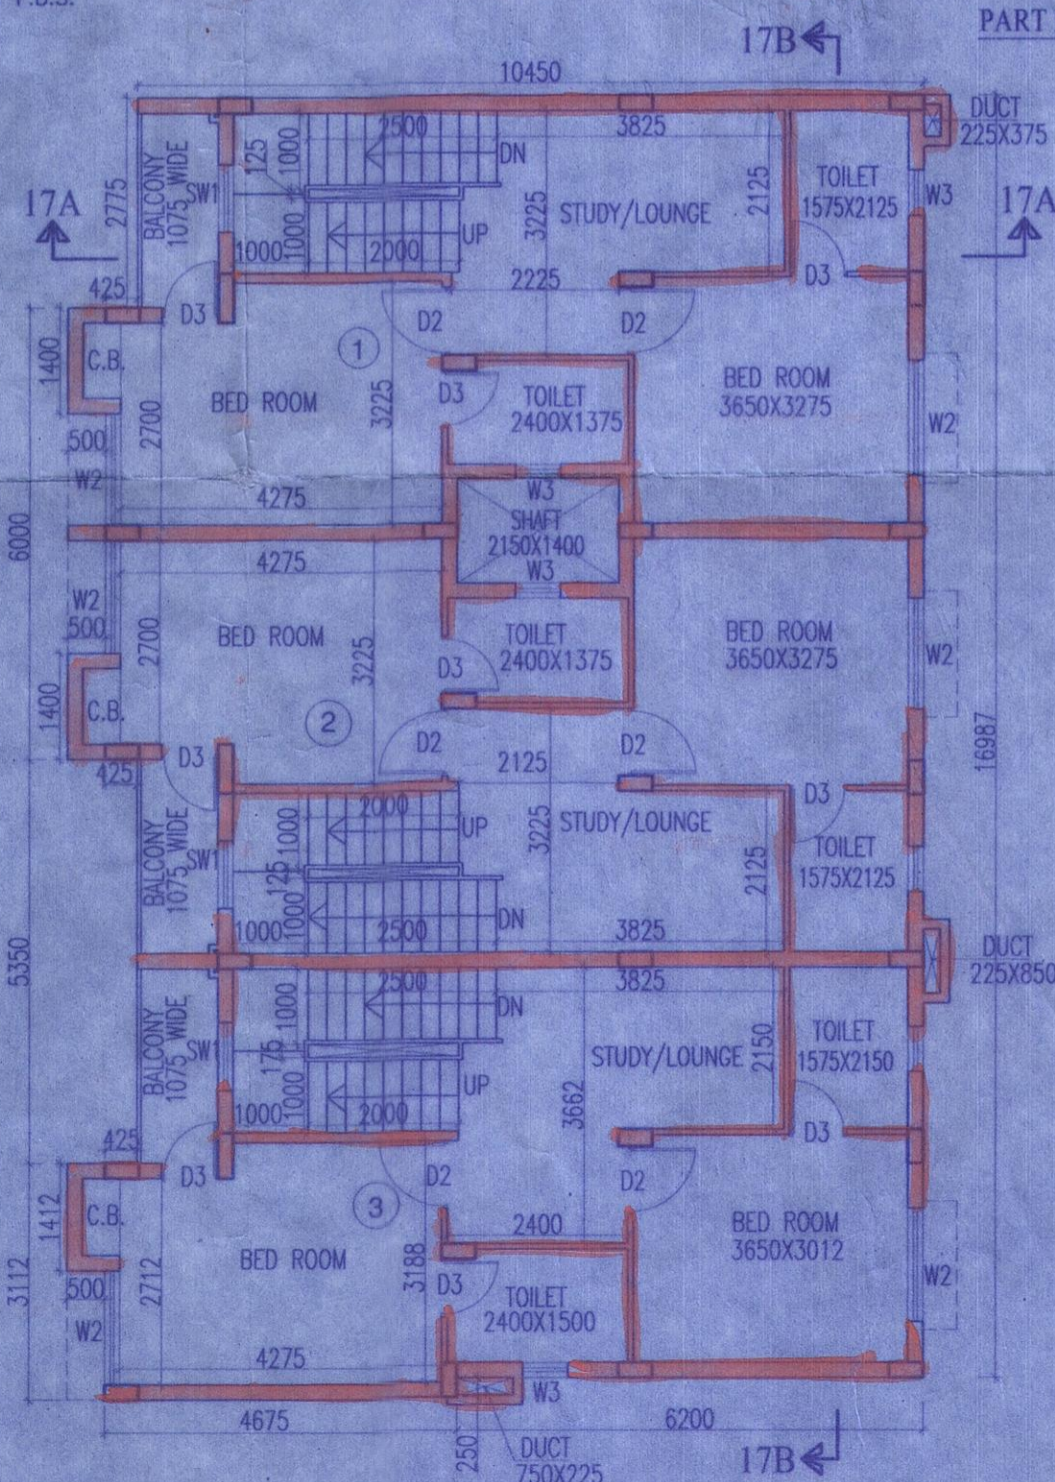 PART
17B
10450
DUCT
225X375
2500
3825
125
1000
DN
BALCONY
1075 WIDE
SW1
2775
3225
2125
TOILET
1575X2125
W3
17A
17A
STUDY/LOUNGE
UP
1000
1000
2000
2225
425
D3
D3
D2
D2
1
1400
C.B.
BED ROOM
3225
D3
TOILET
2400X1375
BED ROOM
3650X3275
W2
2700
500
W2
4275
W3
SHAFT
2150X1400
W3
6000
4275
W2
500
BED ROOM
2700
3225
TOILET
2400X1375
D3
BED ROOM
3650X3275
W2
1400
C.B.
2
D2
D2
425
D3
2125
16987
D3
2000
UP
1000
STUDY/LOUNGE
3225
BALCONY
1075 WIDE
SW1
125
2125
TOILET
1575X2125
1000
1000
2500
DN
3825
DUCT
225X850
5350
2500
3825
1000
DN
BALCONY
1075 WIDE
SW1
175
STUDY/LOUNGE
2150
TOILET
1575X2150
UP
1000
1000
2000
3662
425
D3
D3
D2
D2
3
1412
C.B.
2400
BED ROOM
3650X3012
BED ROOM
3188
D3
3112
500
2712
TOILET
2400X1500
W2
W2
4275
W3
4675
6200
250
DUCT
750X225
17B